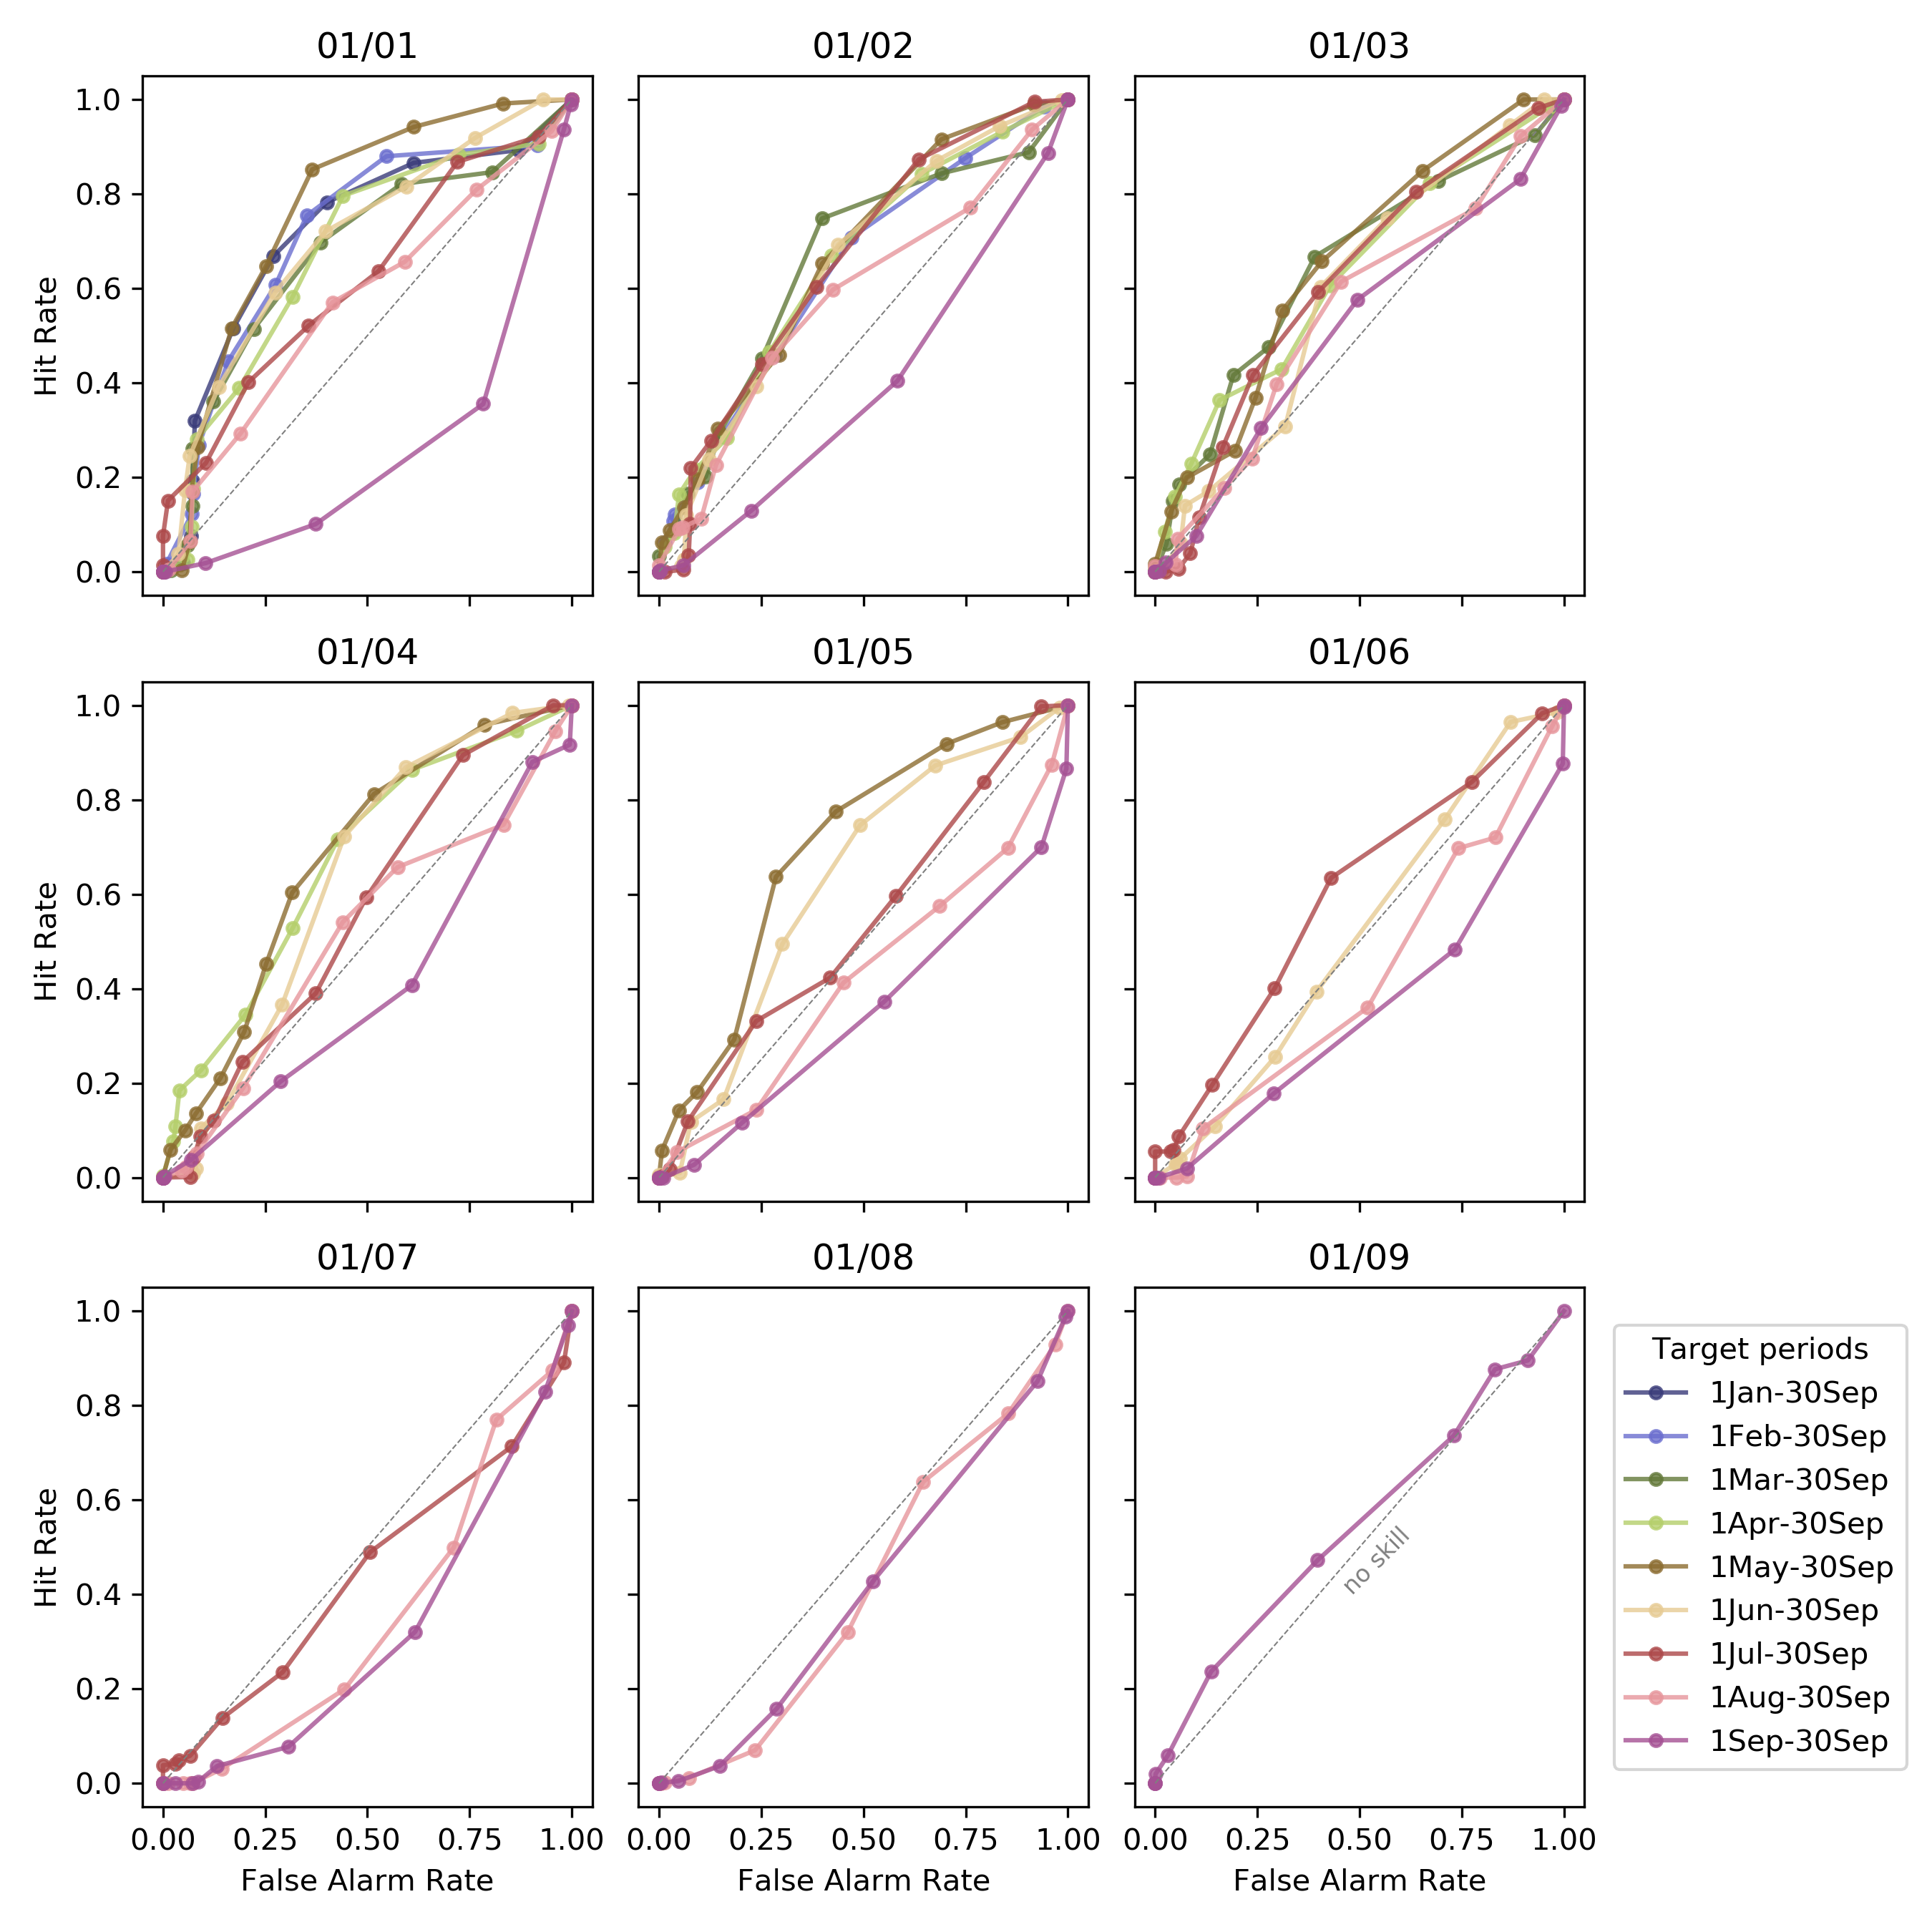 01/01
01/02
01/03
1.0
0.8
0.6
0.4
0.2
0.0
Hit Rate
01/04
01/05
01/06
1.0
0.8
0.6
0.4
0.2
0.0
Hit Rate
01/07
01/08
01/09
1.0
0.8
0.6
0.4
0.2
0.0
Hit Rate
no skill
0.00 0.25 0.50 0.75 1.00
0.00 0.25 0.50 0.75 1.00
0.00 0.25 0.50 0.75 1.00
False Alarm Rate
False Alarm Rate
False Alarm Rate
Target periods
1Jan-30Sep
1Feb-30Sep
1Mar-30Sep
1Apr-30Sep
1May-30Sep
1Jun-30Sep
1Jul-30Sep
1Aug-30Sep
1Sep-30Sep